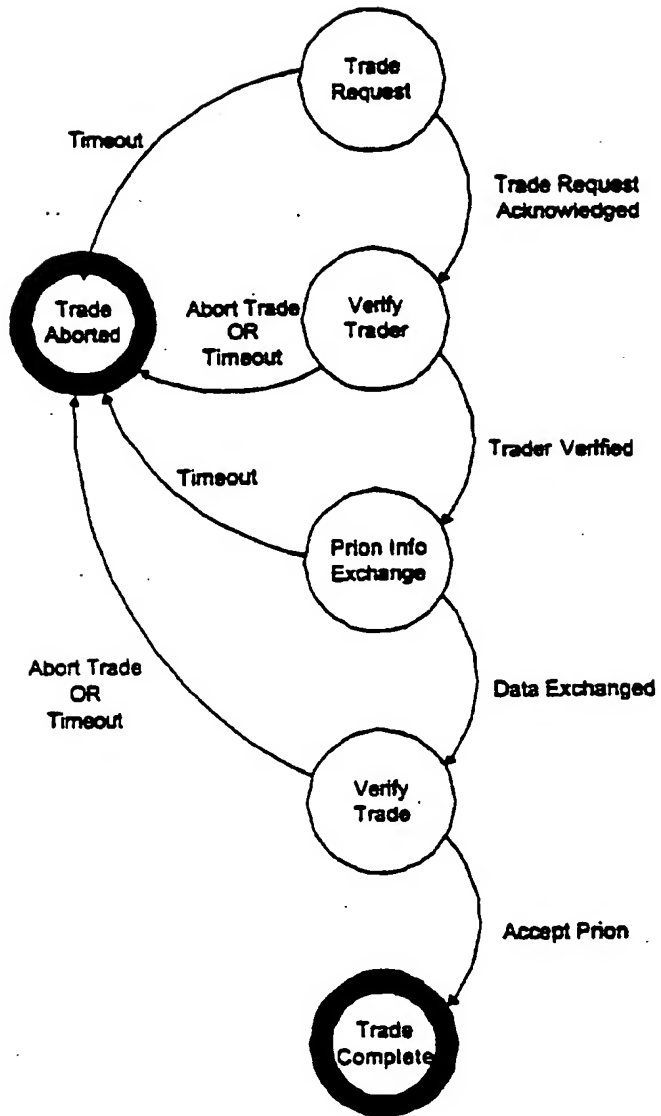 Trade
Request
Timeout
Trade Request
Acknowledged
Trade
Aborted
Abort Trade
OR
Timeout
Verify
Trader
Trader Verified
Timeout
Prion Info
Exchange
Abort Trade
OR
Timeout
Data Exchanged
Verify
Trade
Accept Prion
Trade
Complete